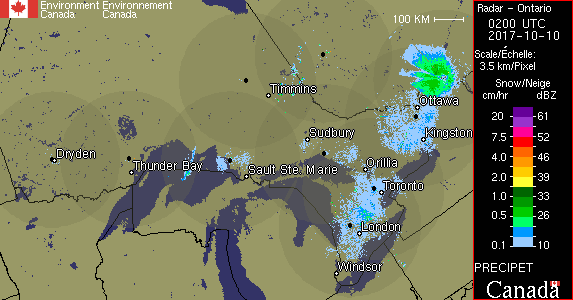 Environment Environnement
Canada Canada
100 KM
Radar - Ontario
0200 UTC
2017-10-10
Scale/Échelle:
3.5 km/Pixel
Snow/Neige
cm/hr dBZ
20 61
7.5 52
4.0 46
2.0 39
1.0 33
0.5 26
0.1 10
PRECIPET
Canada
Timmins
Ottawa
Sudbury
Kingston
Dryden
Thunder Bay
Sault Ste. Marie
Orillia
Toronto
London
Windsor